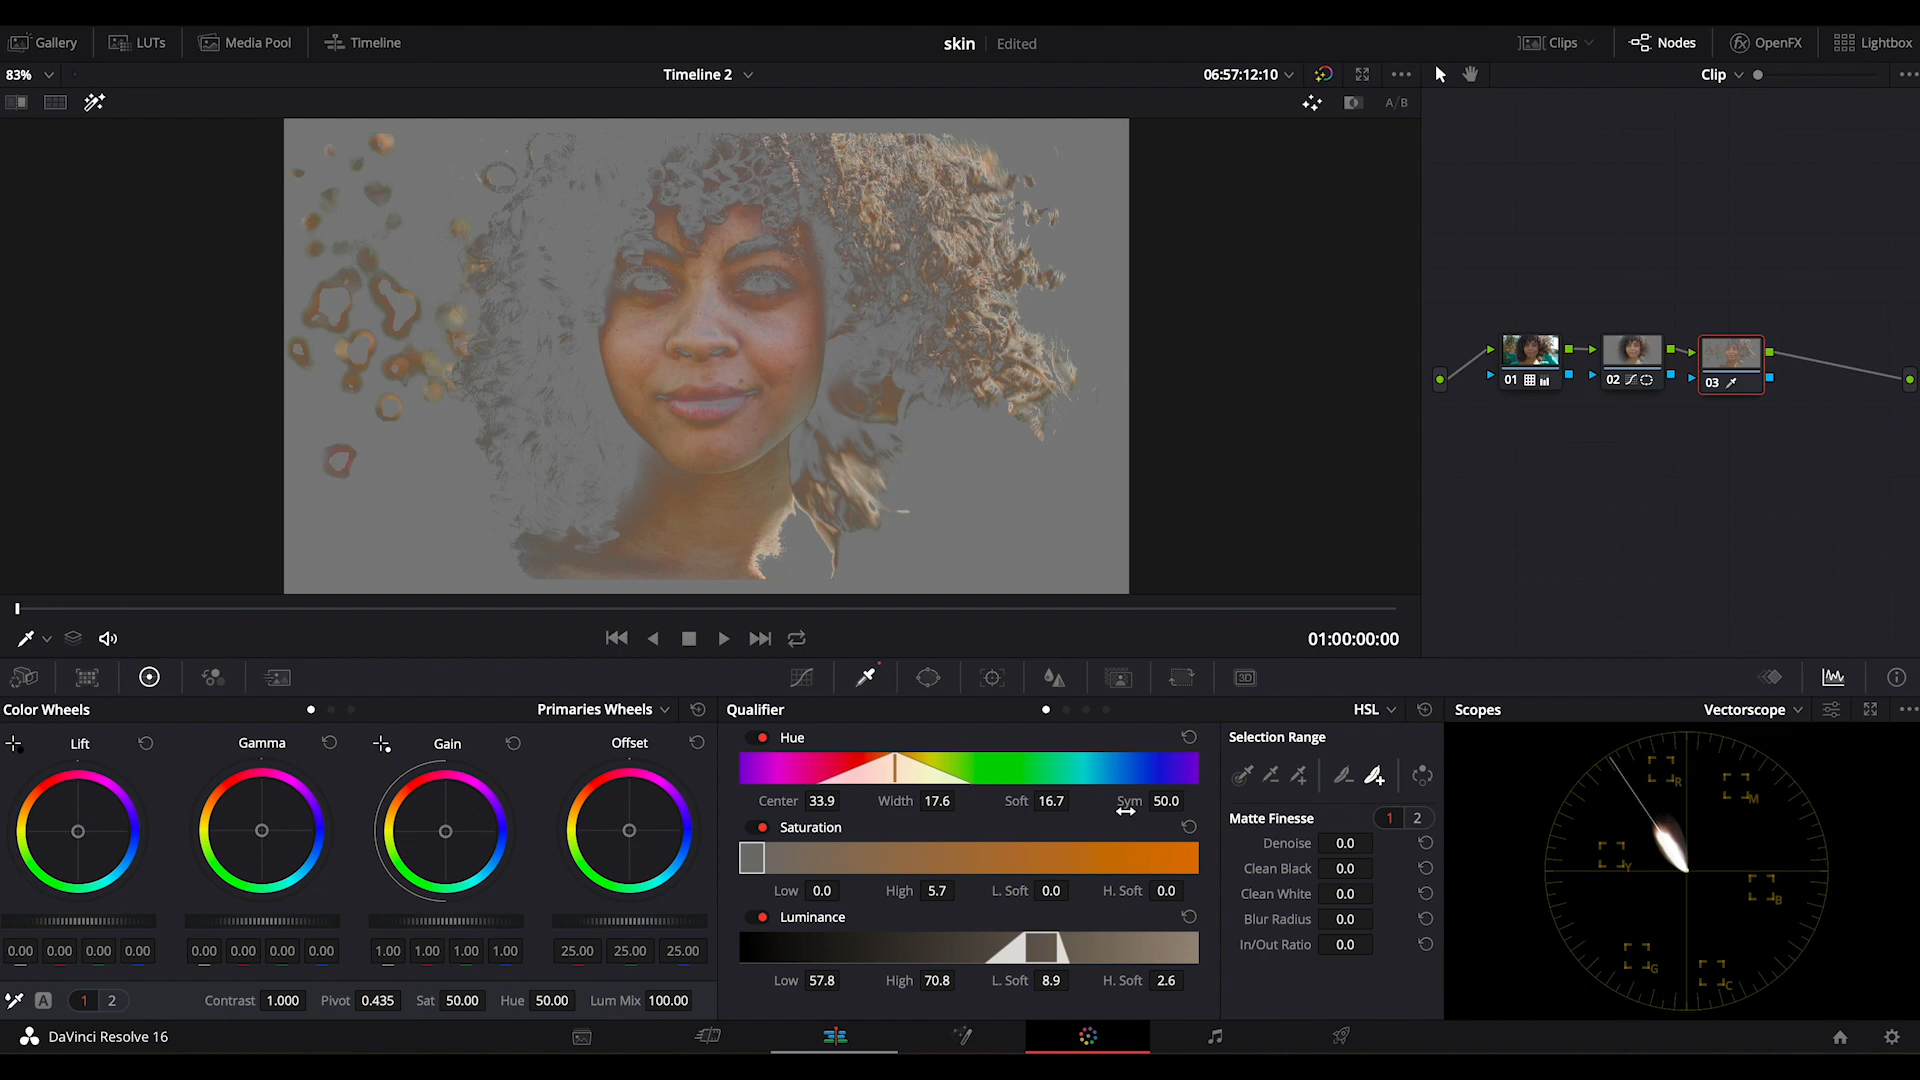 Gallery LUTs Media Pool Timeline skin Edited Clips Nodes OpenFX Lightbox
83% Timeline 2 06:57:12:10 Clip
A/B
01 02 03
01:00:00:00
3D
Color Wheels Primaries Wheels Qualifier HSL Scopes Vectorscope
Lift Gamma Gain Offset
0.00 0.00 0.00 0.00 0.00 0.00 0.00 0.00 1.00 1.00 1.00 1.00 25.00 25.00 25.00
A 1 2 Contrast 1.000 Pivot 0.435 Sat 50.00 Hue 50.00 Lum Mix 100.00
Hue
Center 33.9 Width 17.6 Soft 16.7 Sym 50.0
Saturation
Low 0.0 High 5.7 L. Soft 0.0 H. Soft 0.0
Luminance
Low 57.8 High 70.8 L. Soft 8.9 H. Soft 2.6
Selection Range
Matte Finesse 1 2
Denoise 0.0
Clean Black 0.0
Clean White 0.0
Blur Radius 0.0
In/Out Ratio 0.0
R
M
Y
B
G
C
DaVinci Resolve 16